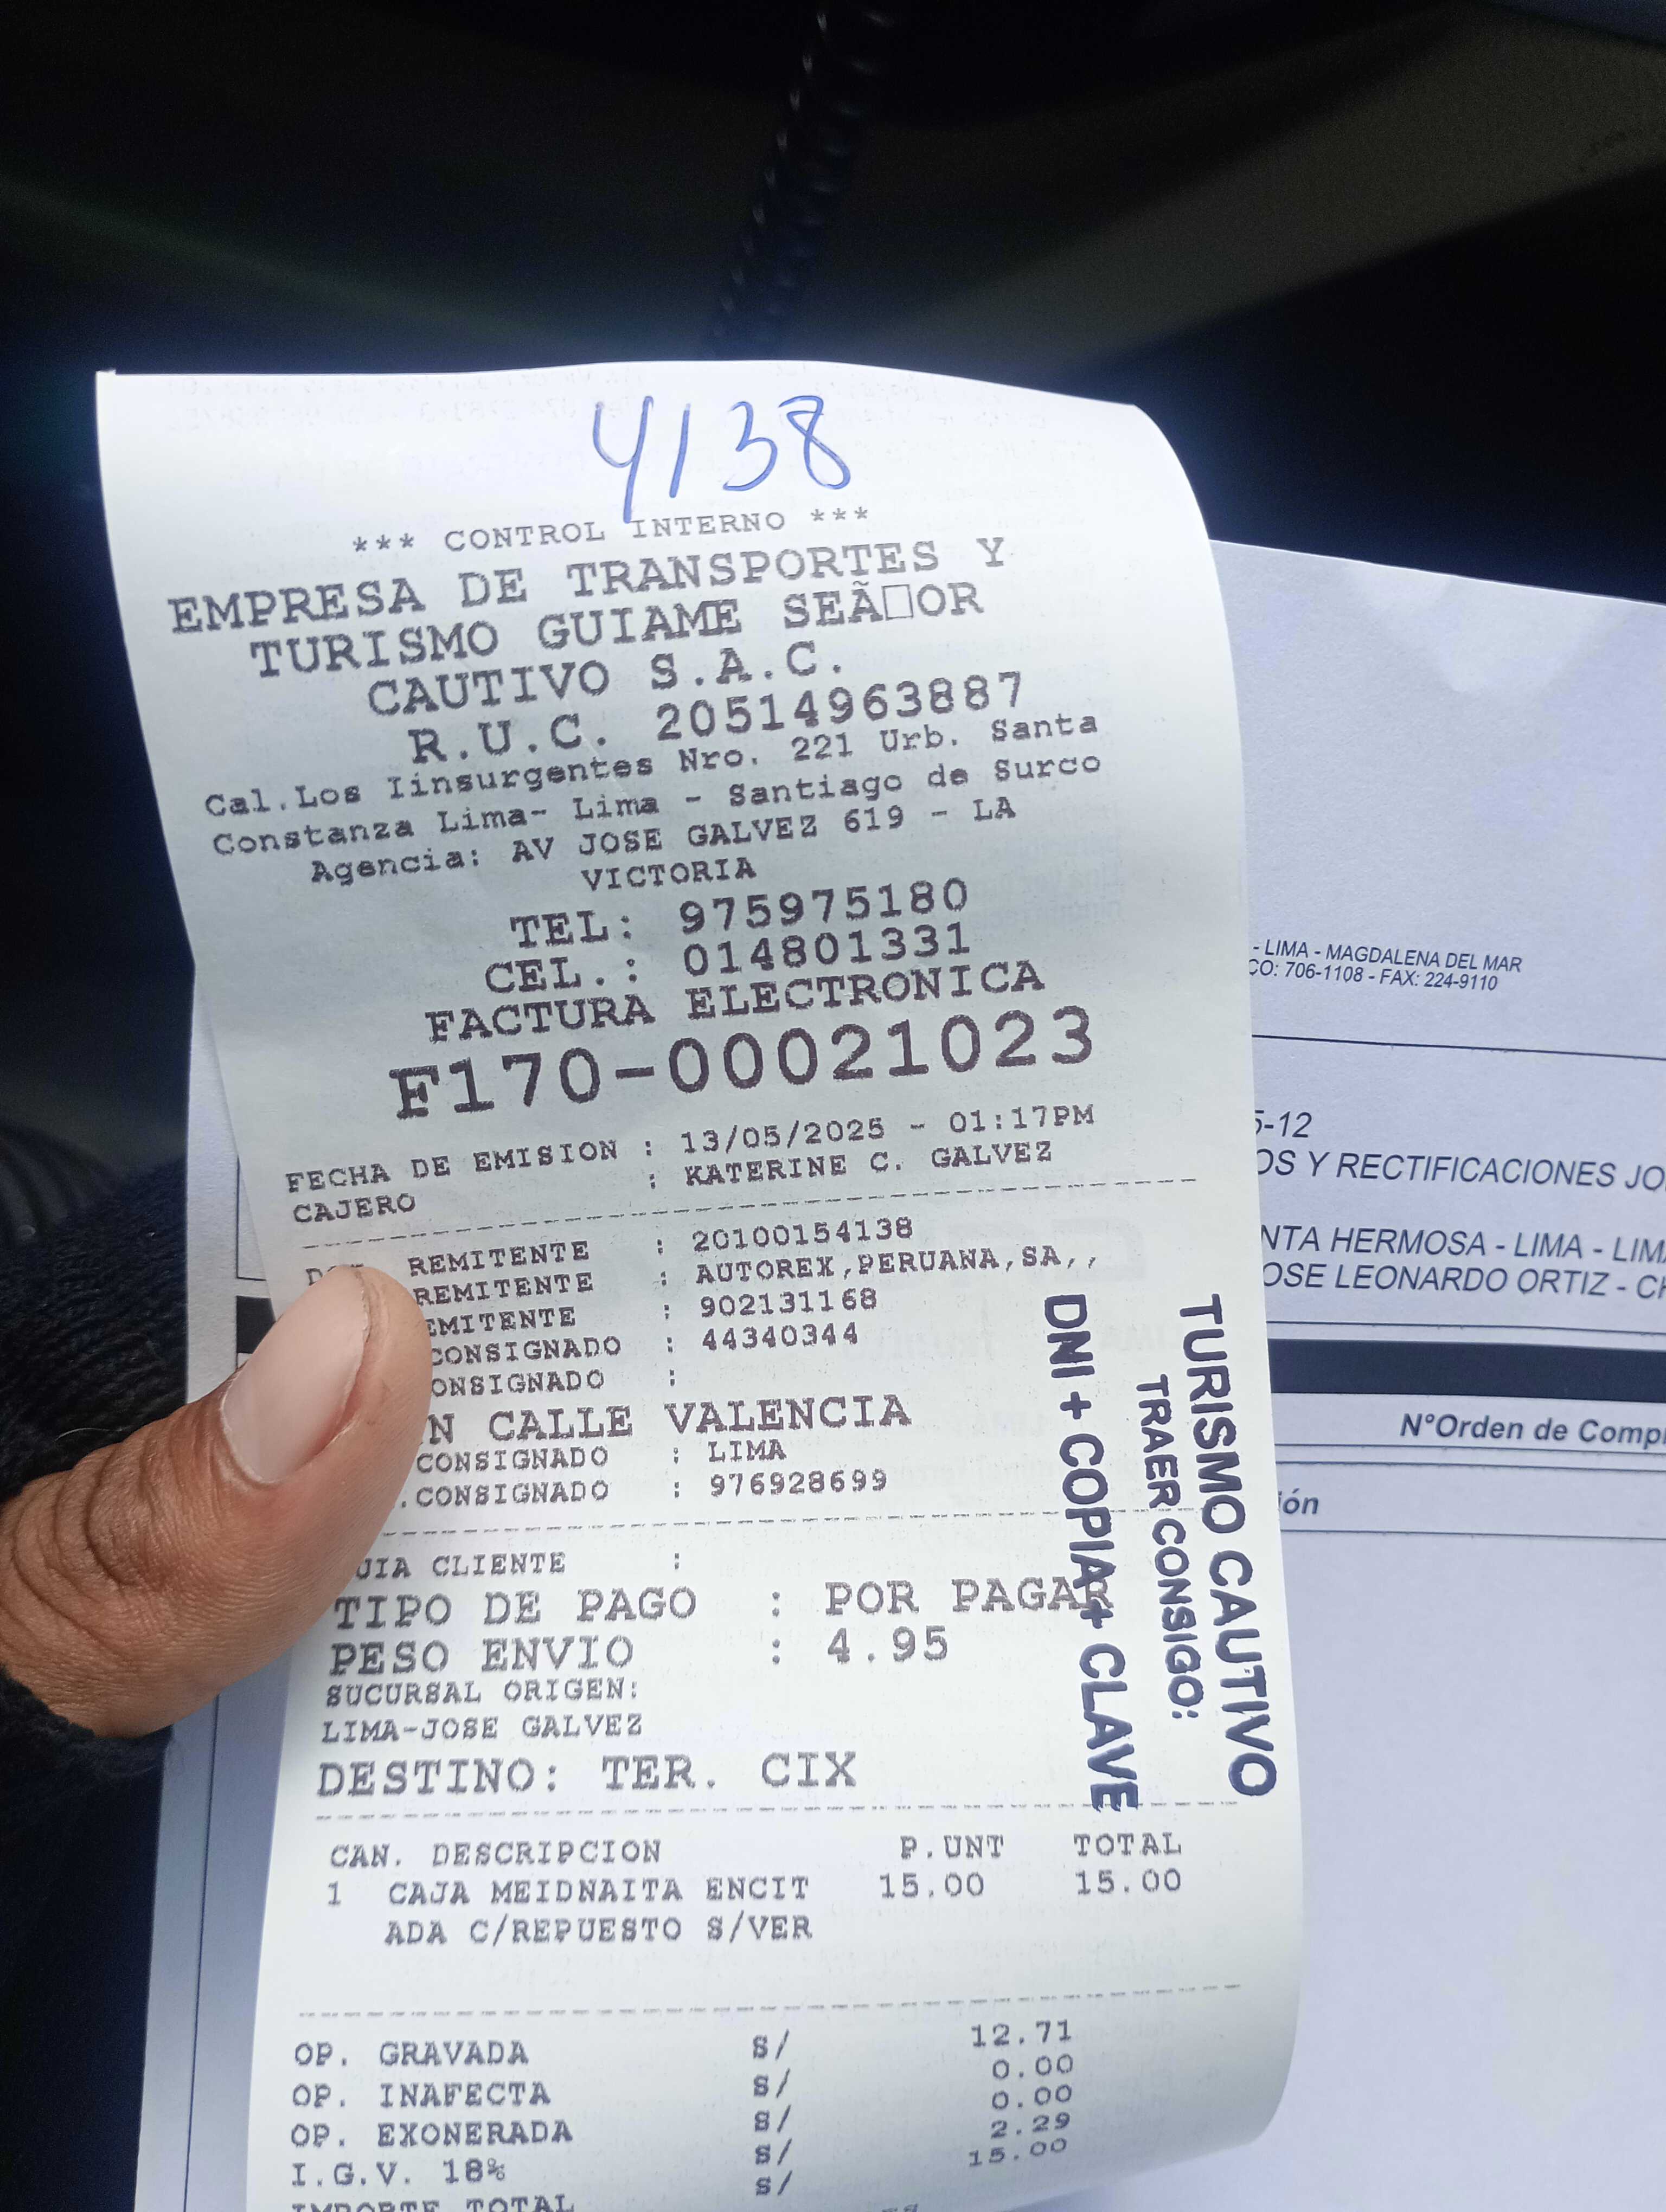 4138
*** CONTROL INTERNO ***
EMPRESA DE TRANSPORTES Y
TURISMO GUIAME SEÃ□OR
CAUTIVO S.A.C.
R.U.C. 20514963887
Cal.Los Iinsurgentes Nro. 221 Urb. Santa
Constanza Lima- Lima - Santiago de Surco
Agencia: AV JOSE GALVEZ 619 - LA
VICTORIA
TEL: 975975180
CEL.: 014801331
FACTURA ELECTRONICA
F170-00021023
FECHA DE EMISION : 13/05/2025 - 01:17PM
CAJERO : KATERINE C. GALVEZ
REMITENTE : 20100154138
REMITENTE : AUTOREX,PERUANA,SA,,
EMITENTE : 902131168
CONSIGNADO : 44340344
ONSIGNADO :
N CALLE VALENCIA
CONSIGNADO : LIMA
.CONSIGNADO : 976928699
UIA CLIENTE :
TIPO DE PAGO : POR PAGAR
PESO ENVIO : 4.95
SUCURSAL ORIGEN:
LIMA-JOSE GALVEZ
DESTINO: TER. CIX
CAN. DESCRIPCION P.UNT TOTAL
1 CAJA MEIDNAITA ENCIT 15.00 15.00
ADA C/REPUESTO S/VER
OP. GRAVADA S/ 12.71
OP. INAFECTA S/ 0.00
OP. EXONERADA S/ 0.00
I.G.V. 18% S/ 2.29
IMPORTE TOTAL S/ 15.00
TURISMO CAUTIVO
TRAER CONSIGO:
DNI + COPIA + CLAVE
- LIMA - MAGDALENA DEL MAR
CO: 706-1108 - FAX: 224-9110
5-12
OS Y RECTIFICACIONES JO
NTA HERMOSA - LIMA - LIM
OSE LEONARDO ORTIZ - CH
N°Orden de Comp
ión